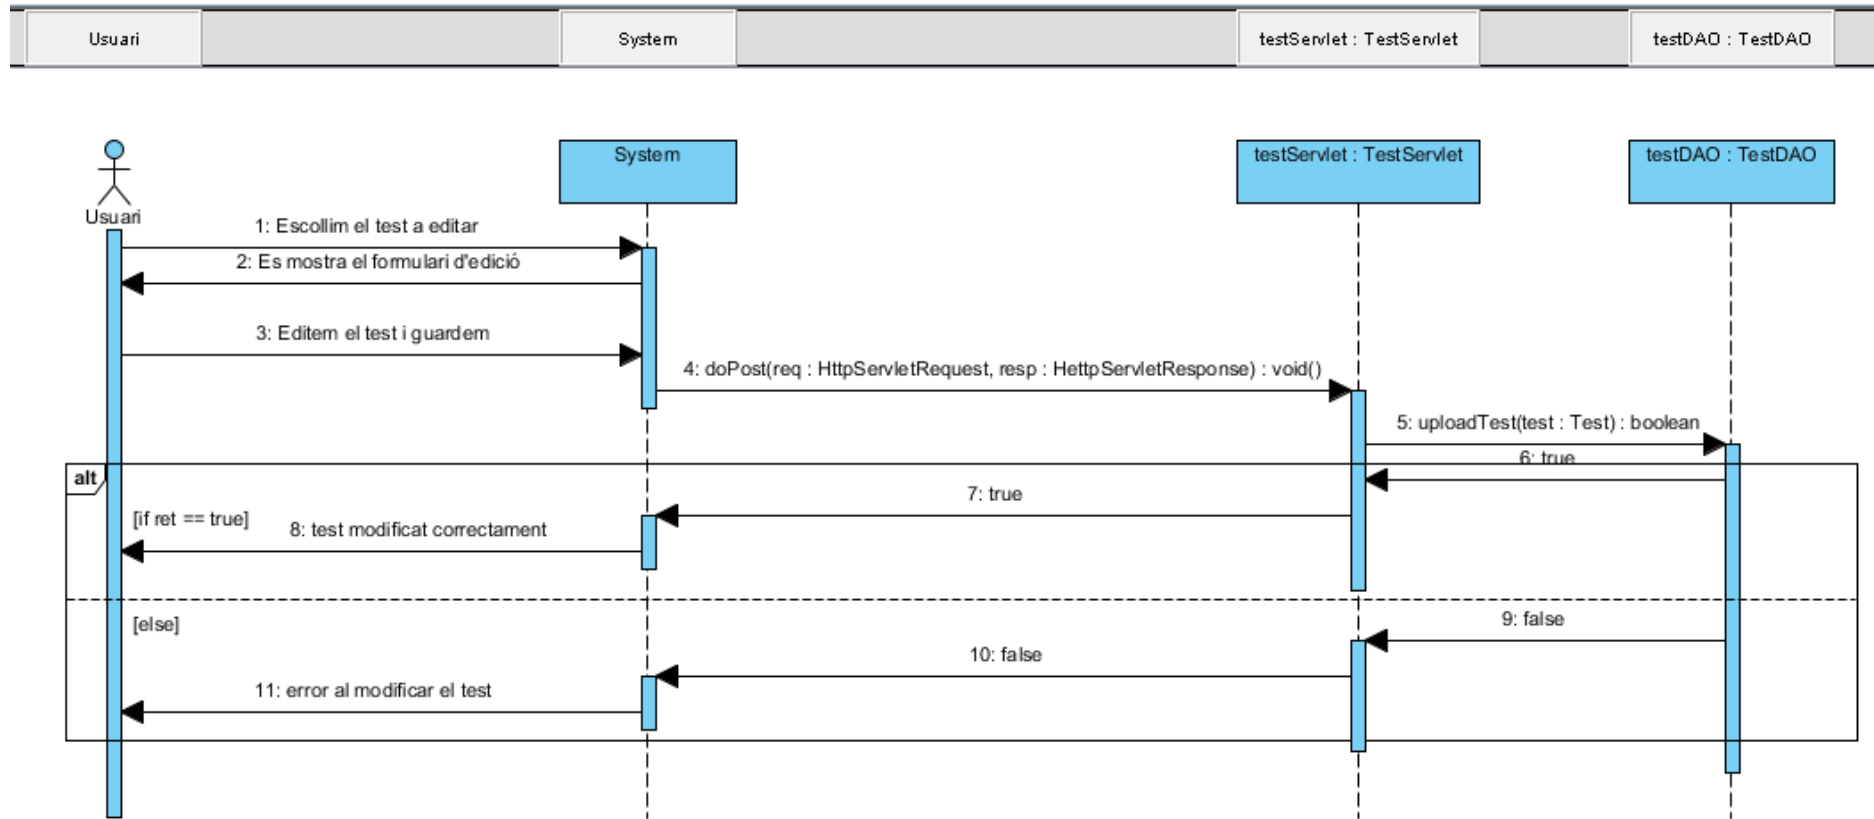 Usuari
System
testServlet : TestServlet
testDAO : TestDAO
System
testServlet : TestServlet
testDAO : TestDAO
Usuari
1: Escollim el test a editar
2: Es mostra el formulari d'edició
3: Editem el test i guardem
4: doPost(req : HttpServletRequest, resp : HettpServletResponse) : void()
5: uploadTest(test : Test) : boolean
6: true
alt
7: true
[if ret == true]
8: test modificat correctament
9: false
[else]
10: false
11: error al modificar el test